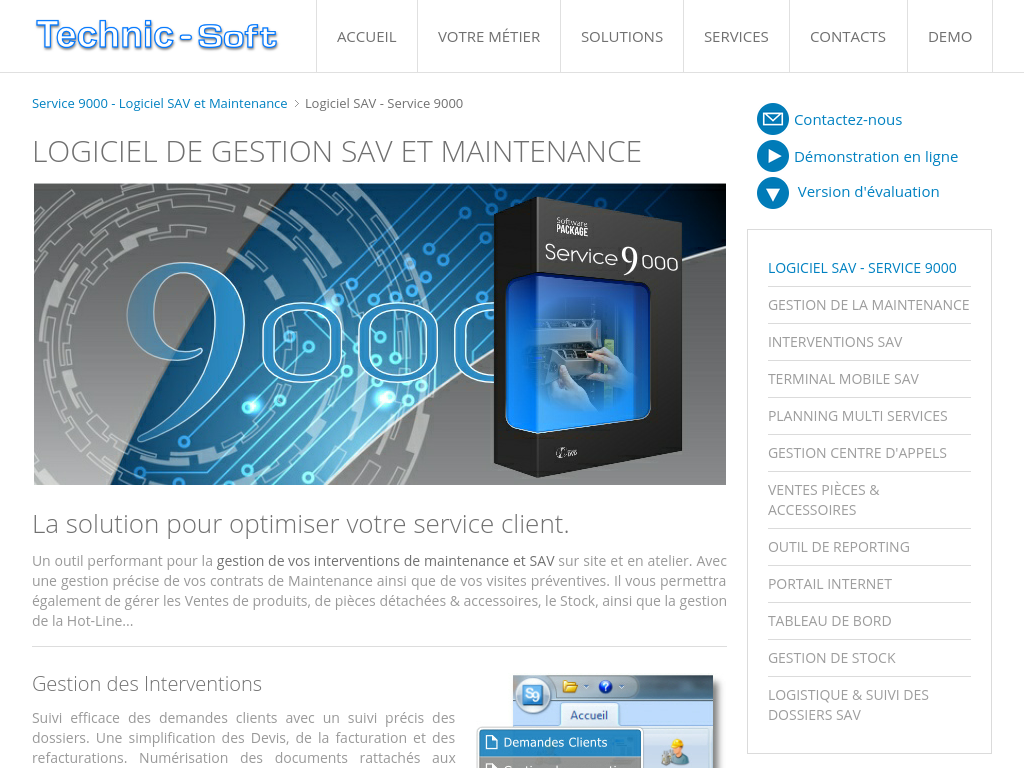 Technic - Soft
ACCUEIL
VOTRE MÉTIER
SOLUTIONS
SERVICES
CONTACTS
DEMO
Service 9000 - Logiciel SAV et Maintenance
Logiciel SAV - Service 9000
LOGICIEL DE GESTION SAV ET MAINTENANCE
9000
Software
PACKAGE
Service 9000
La solution pour optimiser votre service client.
Un outil performant pour la gestion de vos interventions de maintenance et SAV sur site et en atelier. Avec
une gestion précise de vos contrats de Maintenance ainsi que de vos visites préventives. Il vous permettra
également de gérer les Ventes de produits, de pièces détachées & accessoires, le Stock, ainsi que la gestion
de la Hot-Line...
Gestion des Interventions
Suivi efficace des demandes clients avec un suivi précis des
dossiers. Une simplification des Devis, de la facturation et des
refacturations. Numérisation des documents rattachés aux
S9
Accueil
Demandes Clients
Contactez-nous
Démonstration en ligne
Version d'évaluation
LOGICIEL SAV - SERVICE 9000
GESTION DE LA MAINTENANCE
INTERVENTIONS SAV
TERMINAL MOBILE SAV
PLANNING MULTI SERVICES
GESTION CENTRE D'APPELS
VENTES PIÈCES &
ACCESSOIRES
OUTIL DE REPORTING
PORTAIL INTERNET
TABLEAU DE BORD
GESTION DE STOCK
LOGISTIQUE & SUIVI DES
DOSSIERS SAV